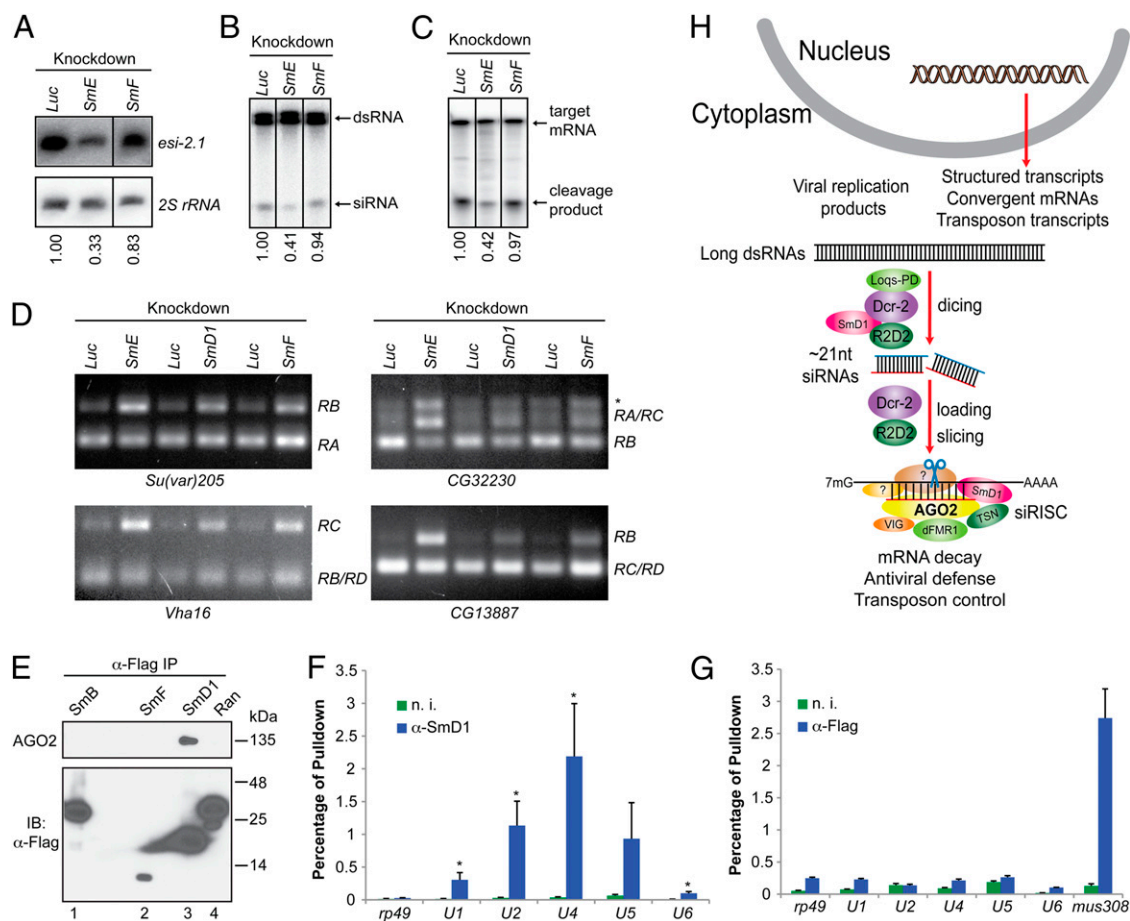 A
Knockdown
Luc
SmE
SmF
esi-2.1
2S rRNA
1.00
0.33
0.83
B
Knockdown
Luc
SmE
SmF
dsRNA
siRNA
1.00
0.41
0.94
C
Knockdown
Luc
SmE
SmF
target
mRNA
cleavage
product
1.00
0.42
0.97
D
Knockdown
Luc
SmE
Luc
SmD1
Luc
SmF
RB
RA
Su(var)205
RC
RB/RD
Vha16
Knockdown
Luc
SmE
Luc
SmD1
Luc
SmF
*
RA/RC
RB
CG32230
RB
RC/RD
CG13887
E
α-Flag IP
SmB
SmF
SmD1
Ran
kDa
AGO2
135
48
IB:
α-Flag
25
14
1
2
3
4
F
Percentage of Pulldown
3.5
3
2.5
2
1.5
1
0.5
0
n. i.
α-SmD1
*
*
*
*
rp49
U1
U2
U4
U5
U6
G
Percentage of Pulldown
3.5
3
2.5
2
1.5
1
0.5
0
n. i.
α-Flag
rp49
U1
U2
U4
U5
U6
mus308
H
Nucleus
Cytoplasm
Viral replication
products
Structured transcripts
Convergent mRNAs
Transposon transcripts
Long dsRNAs
Loqs-PD
Dcr-2
SmD1
R2D2
dicing
~21nt
siRNAs
Dcr-2
R2D2
loading
slicing
7mG
?
?
SmD1
AAAA
AGO2
TSN
siRISC
VIG
dFMR1
mRNA decay
Antiviral defense
Transposon control